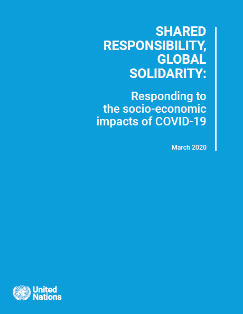 SHARED
RESPONSIBILITY,
GLOBAL
SOLIDARITY:
Responding to
the socio-economic
impacts of COVID-19
March 2020
United
Nations